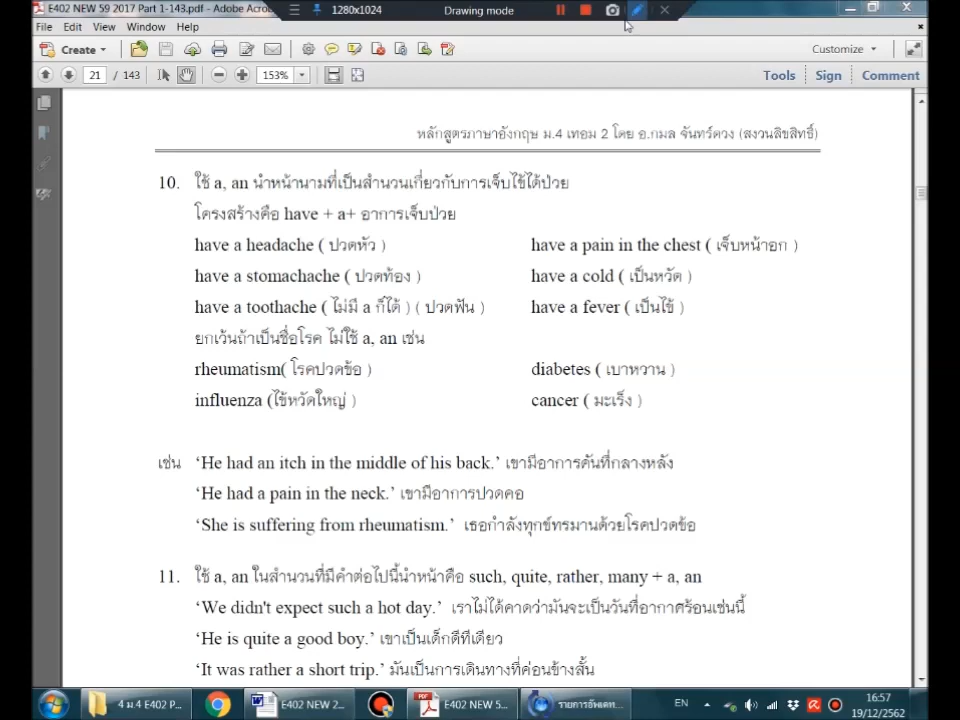 E402 NEW 59 2017 Part 1-143.pdf - Adobe Acro
1280x1024
Drawing mode
File Edit View Window Help
Create
Customize
21 / 143
153%
Tools Sign Comment
หลักสูตรภาษาอังกฤษ ม.4 เทอม 2 โดย อ.กมล จันทร์ดวง (สงวนลิขสิทธิ์)
10. ใช้ a, an นำหน้านามที่เป็นสำนวนเกี่ยวกับการเจ็บไข้ได้ป่วย
โครงสร้างคือ have + a+ อาการเจ็บป่วย
have a headache ( ปวดหัว ) have a pain in the chest ( เจ็บหน้าอก )
have a stomachache ( ปวดท้อง ) have a cold ( เป็นหวัด )
have a toothache ( ไม่มี a ก็ได้ ) ( ปวดฟัน ) have a fever ( เป็นไข้ )
ยกเว้นถ้าเป็นชื่อโรค ไม่ใช้ a, an เช่น
rheumatism( โรคปวดข้อ ) diabetes ( เบาหวาน )
influenza (ไข้หวัดใหญ่ ) cancer ( มะเร็ง )
เช่น ‘He had an itch in the middle of his back.’ เขามีอาการคันที่กลางหลัง
‘He had a pain in the neck.’ เขามีอาการปวดคอ
‘She is suffering from rheumatism.’ เธอกำลังทุกข์ทรมานด้วยโรคปวดข้อ
11. ใช้ a, an ในสำนวนที่มีคำต่อไปนี้นำหน้าคือ such, quite, rather, many + a, an
‘We didn't expect such a hot day.’ เราไม่ได้คาดว่ามันจะเป็นวันที่อากาศร้อนเช่นนี้
‘He is quite a good boy.’ เขาเป็นเด็กดีทีเดียว
‘It was rather a short trip.’ มันเป็นการเดินทางที่ค่อนข้างสั้น
4 ม.4 E402 P... E402 NEW 2... E402 NEW 5... รายการอัพเดท... EN 16:57
19/12/2562